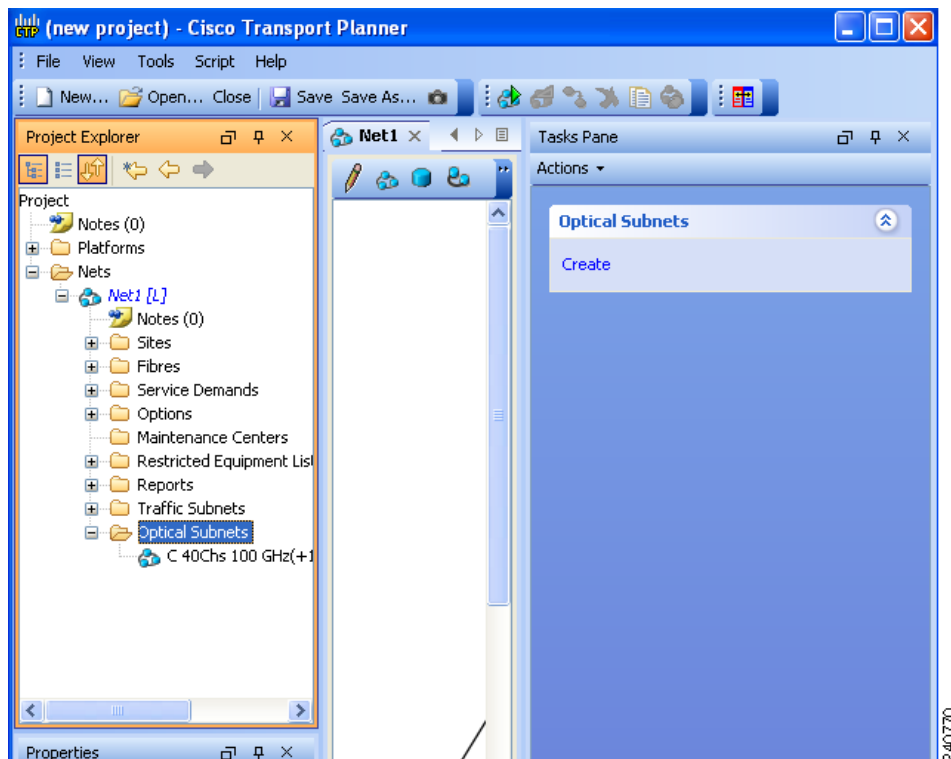 CTP (new project) - Cisco Transport Planner
File View Tools Script Help
New... Open... Close Save Save As...
Project Explorer
Net1
Tasks Pane
Actions
Project
Notes (0)
Platforms
Nets
Net1 [L]
Notes (0)
Sites
Fibres
Service Demands
Options
Maintenance Centers
Restricted Equipment List
Reports
Traffic Subnets
Optical Subnets
C 40Chs 100 GHz(+1
Optical Subnets
Create
Properties
240770